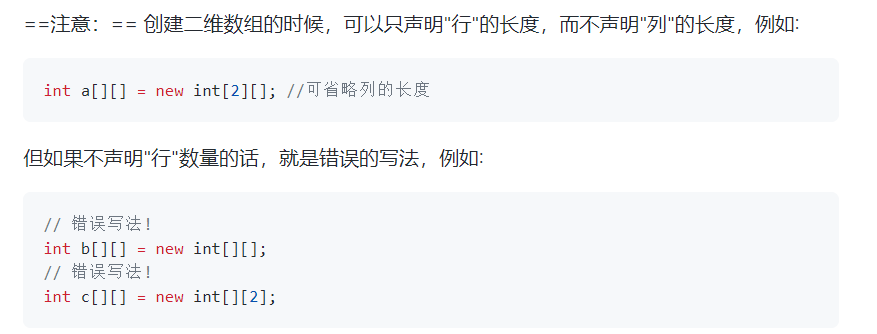 ==注意：== 创建二维数组的时候，可以只声明"行"的长度，而不声明"列"的长度，例如:
int a[][] = new int[2][]; //可省略列的长度
但如果不声明"行"数量的话，就是错误的写法，例如:
// 错误写法！
int b[][] = new int[][];
// 错误写法！
int c[][] = new int[][2];